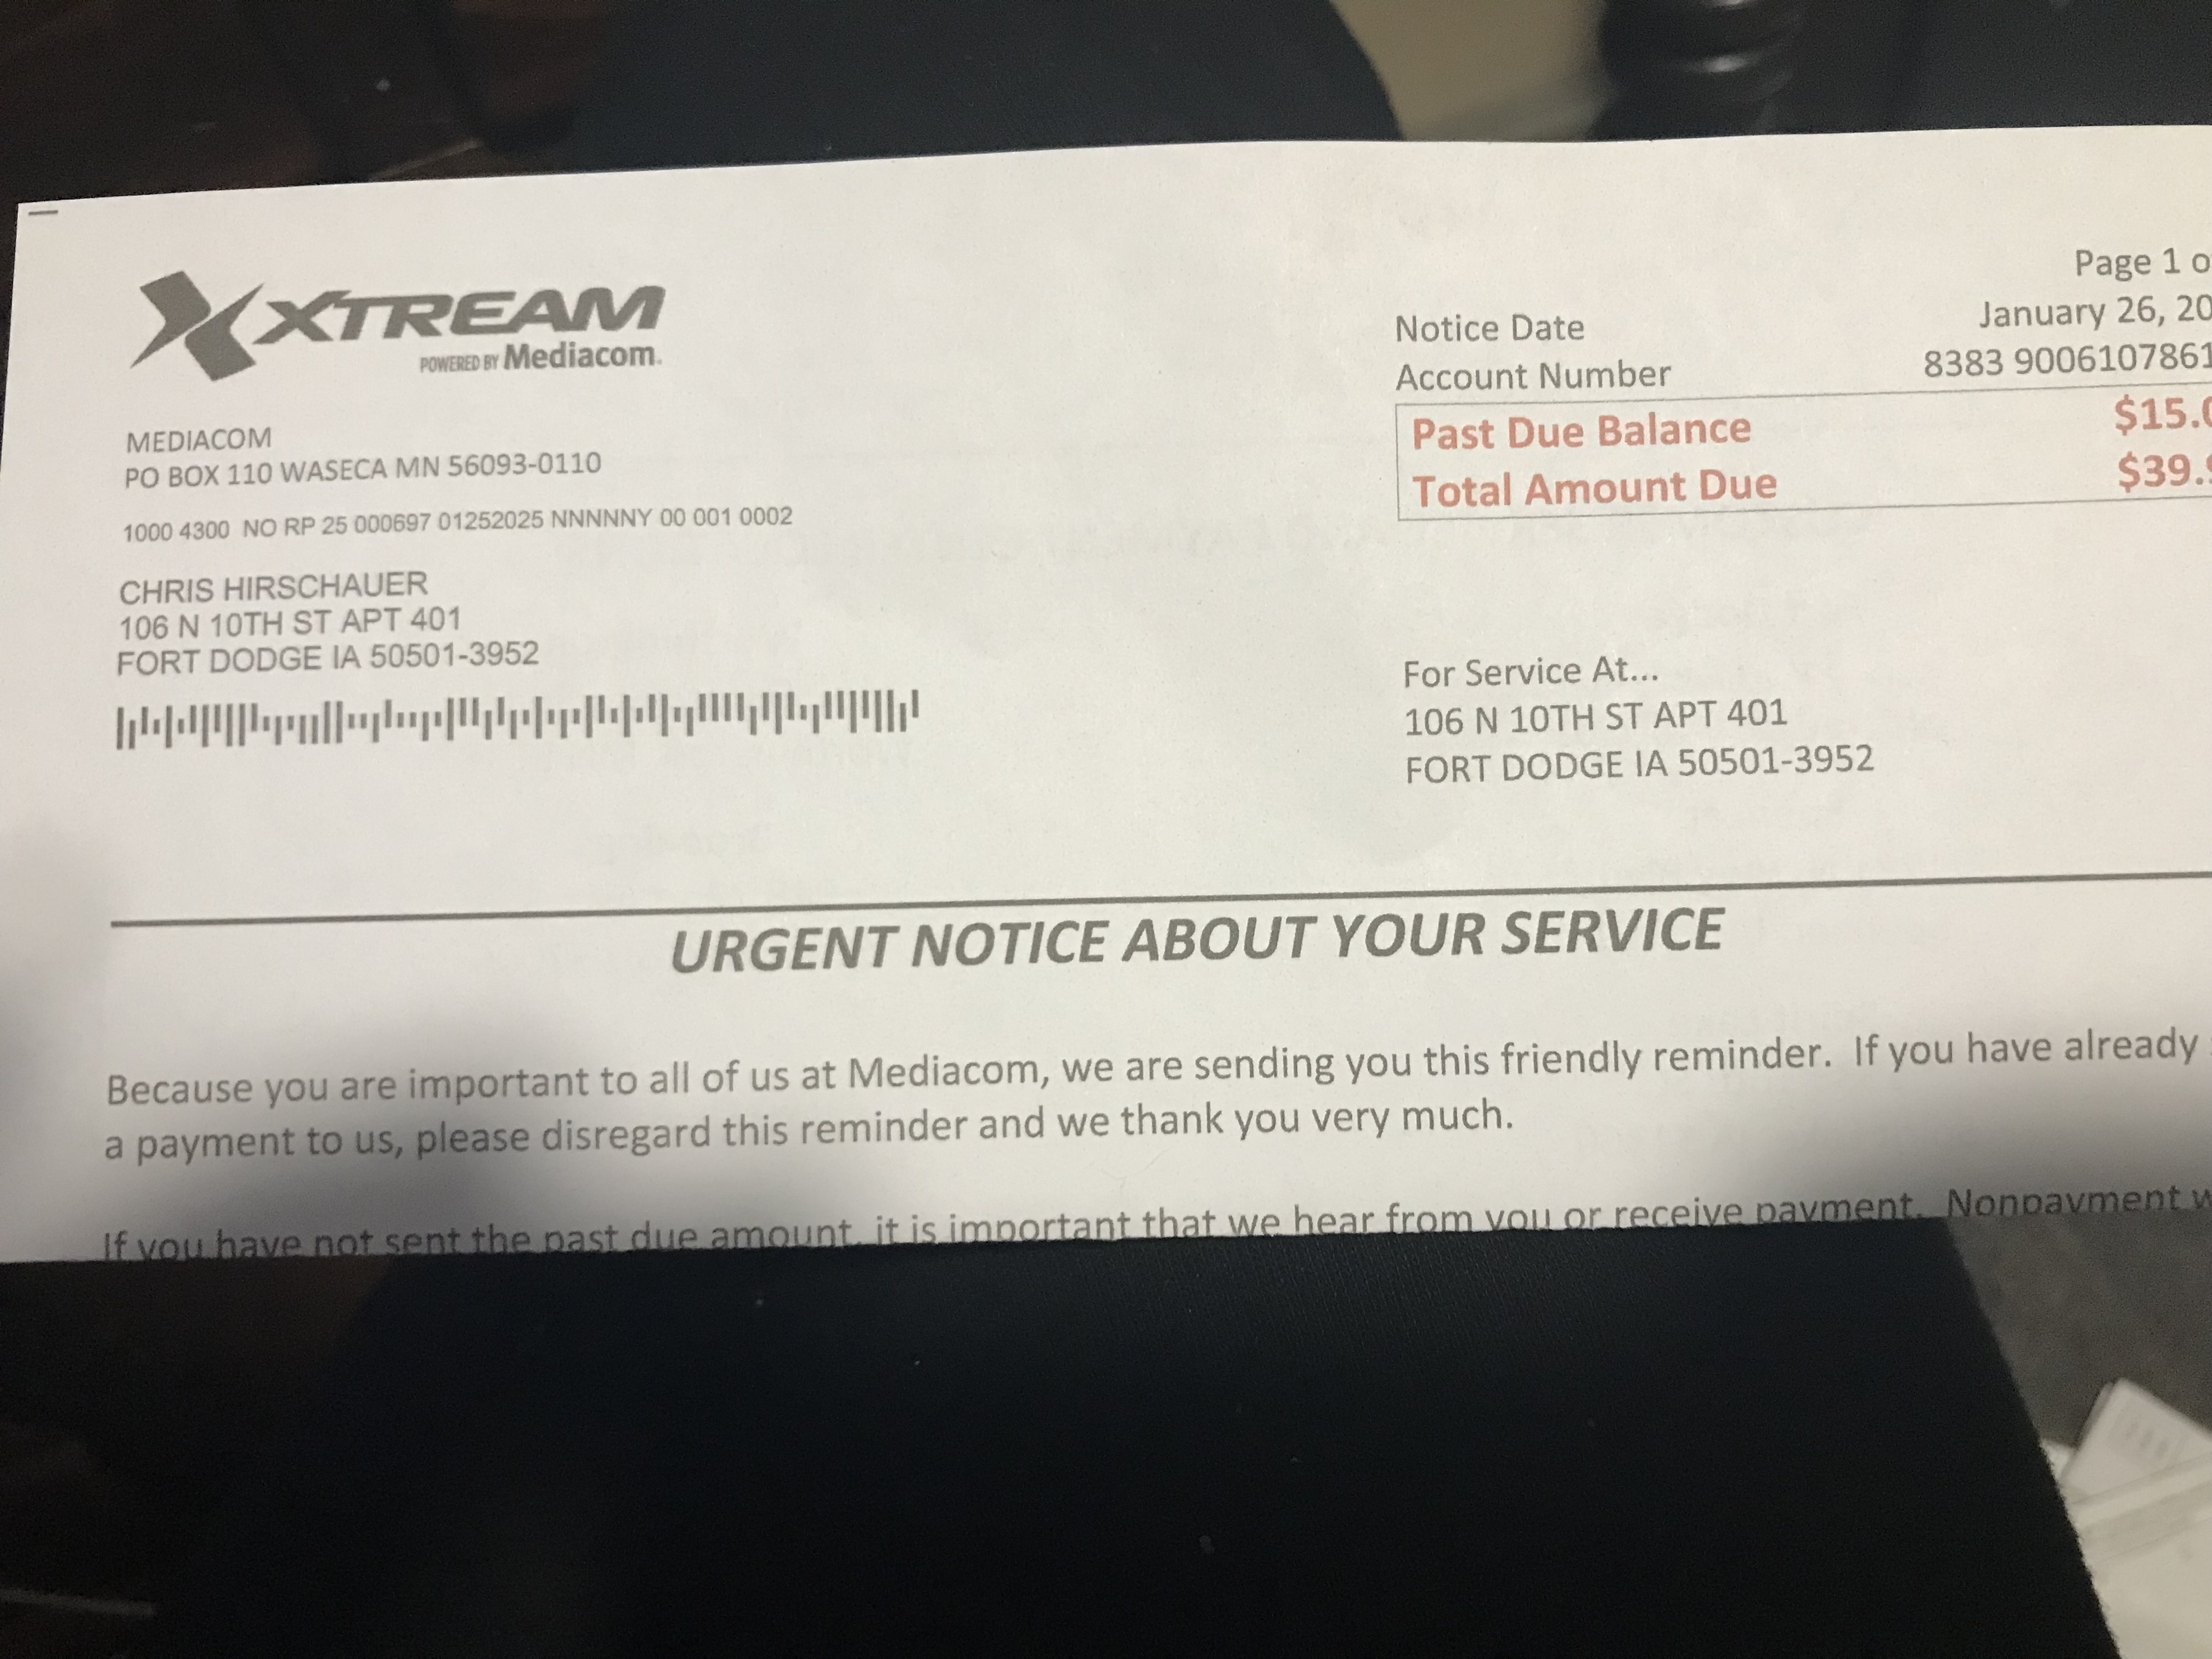 XTREAM
POWERED BY Mediacom
MEDIACOM
PO BOX 110 WASECA MN 56093-0110
1000 4300 NO RP 25 000697 01252025 NNNNNY 00 001 0002
CHRIS HIRSCHAUER
106 N 10TH ST APT 401
FORT DODGE IA 50501-3952
Page 1 o
Notice Date January 26, 20
Account Number 8383 9006107861
Past Due Balance $15.0
Total Amount Due $39.9
For Service At...
106 N 10TH ST APT 401
FORT DODGE IA 50501-3952
URGENT NOTICE ABOUT YOUR SERVICE
Because you are important to all of us at Mediacom, we are sending you this friendly reminder. If you have already
a payment to us, please disregard this reminder and we thank you very much.
If you have not sent the past due amount, it is important that we hear from you or receive payment. Nonpayment w